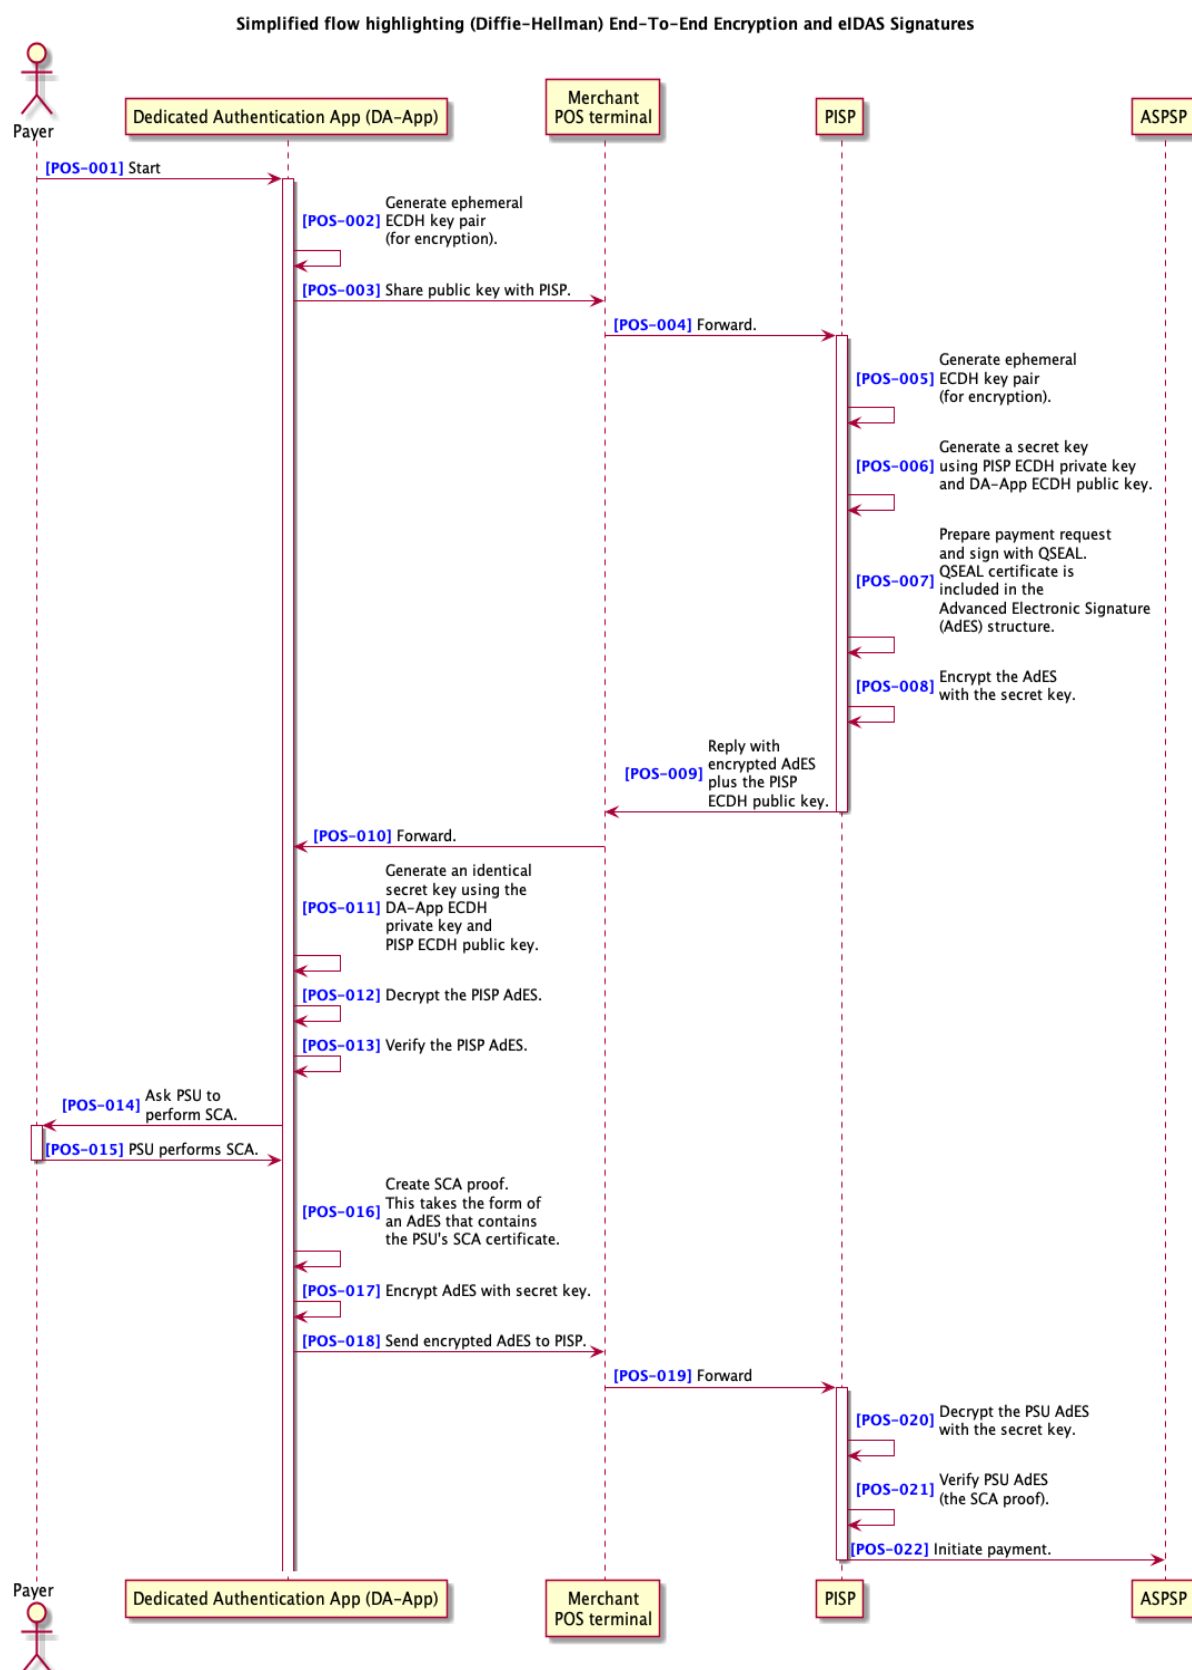 Simplified flow highlighting (Diffie-Hellman) End-To-End Encryption and eIDAS Signatures
Payer
Dedicated Authentication App (DA-App)
Merchant
POS terminal
PISP
ASPSP
[POS-001] Start
Generate ephemeral
[POS-002] ECDH key pair
(for encryption).
[POS-003] Share public key with PISP.
[POS-004] Forward.
Generate ephemeral
[POS-005] ECDH key pair
(for encryption).
Generate a secret key
[POS-006] using PISP ECDH private key
and DA-App ECDH public key.
Prepare payment request
and sign with QSEAL.
[POS-007] QSEAL certificate is
included in the
Advanced Electronic Signature
(AdES) structure.
[POS-008] Encrypt the AdES
with the secret key.
Reply with
encrypted AdES
[POS-009] plus the PISP
ECDH public key.
[POS-010] Forward.
Generate an identical
secret key using the
[POS-011] DA-App ECDH
private key and
PISP ECDH public key.
[POS-012] Decrypt the PISP AdES.
[POS-013] Verify the PISP AdES.
[POS-014] Ask PSU to
perform SCA.
[POS-015] PSU performs SCA.
Create SCA proof.
This takes the form of
[POS-016] an AdES that contains
the PSU's SCA certificate.
[POS-017] Encrypt AdES with secret key.
[POS-018] Send encrypted AdES to PISP.
[POS-019] Forward
[POS-020] Decrypt the PSU AdES
with the secret key.
[POS-021] Verify PSU AdES
(the SCA proof).
[POS-022] Initiate payment.
Payer
Dedicated Authentication App (DA-App)
Merchant
POS terminal
PISP
ASPSP